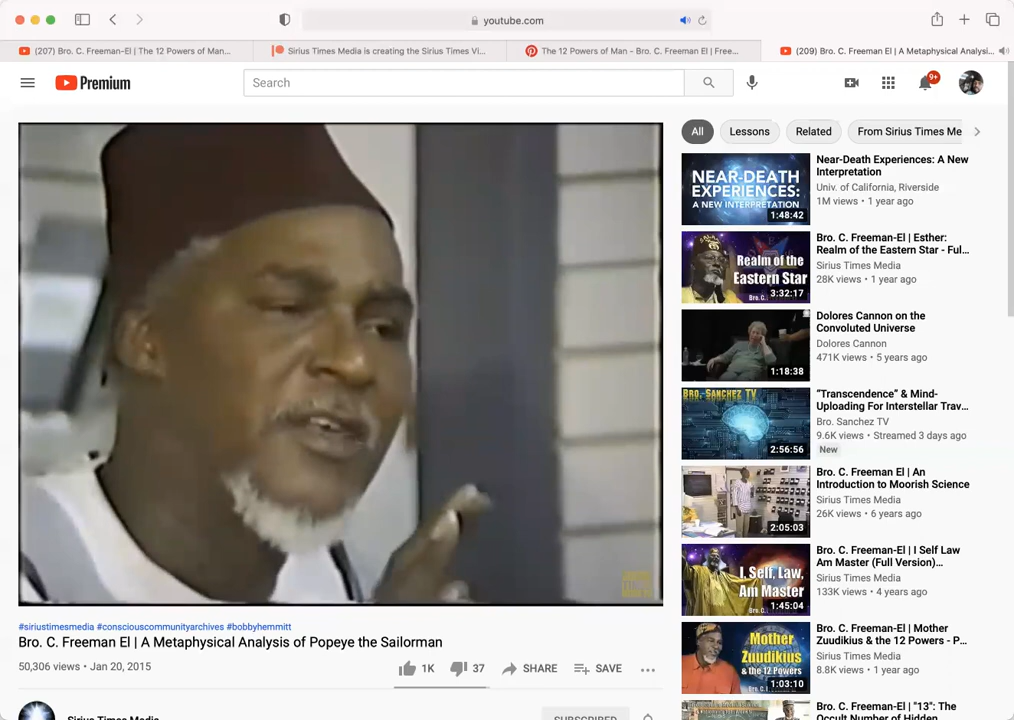 youtube.com
(207) Bro. C. Freeman-El | The 12 Powers of Man...
Sirius Times Media is creating the Sirius Times Vi...
The 12 Powers of Man - Bro. C. Freeman El | Free...
(209) Bro. C. Freeman El | A Metaphysical Analysi...
Premium
Search
9+
All
Lessons
Related
From Sirius Times Me
NEAR-DEATH
EXPERIENCES:
A NEW INTERPRETATION
1:48:42
Near-Death Experiences: A New
Interpretation
Univ. of California, Riverside
1M views • 1 year ago
Realm of the
Eastern Star
Bro. C.
3:32:17
Bro. C. Freeman-El | Esther:
Realm of the Eastern Star - Ful...
Sirius Times Media
28K views • 1 year ago
1:18:38
Dolores Cannon on the
Convoluted Universe
Dolores Cannon
471K views • 5 years ago
BRO. SANCHEZ TV
2:56:56
“Transcendence” & Mind-
Uploading For Interstellar Trav...
Bro. Sanchez TV
9.6K views • Streamed 3 days ago
New
2:05:03
Bro. C. Freeman El | An
Introduction to Moorish Science
Sirius Times Media
26K views • 6 years ago
I, Self, Law,
Am Master
1:45:04
Bro. C. Freeman-El | I Self Law
Am Master (Full Version)...
Sirius Times Media
133K views • 4 years ago
Mother
Zuudikius
& the 12 Powers
1:03:10
Bro. C. Freeman-El | Mother
Zuudikius & the 12 Powers - P...
Sirius Times Media
8.8K views • 1 year ago
Bro. C. Freeman-El | "13": The
Occult Number of Hidden
#siriustimesmedia #consciouscommunityarchives #bobbyhemmitt
Bro. C. Freeman El | A Metaphysical Analysis of Popeye the Sailorman
50,306 views • Jan 20, 2015
1K
37
SHARE
SAVE
Sirius Times Media
SUBSCRIBED